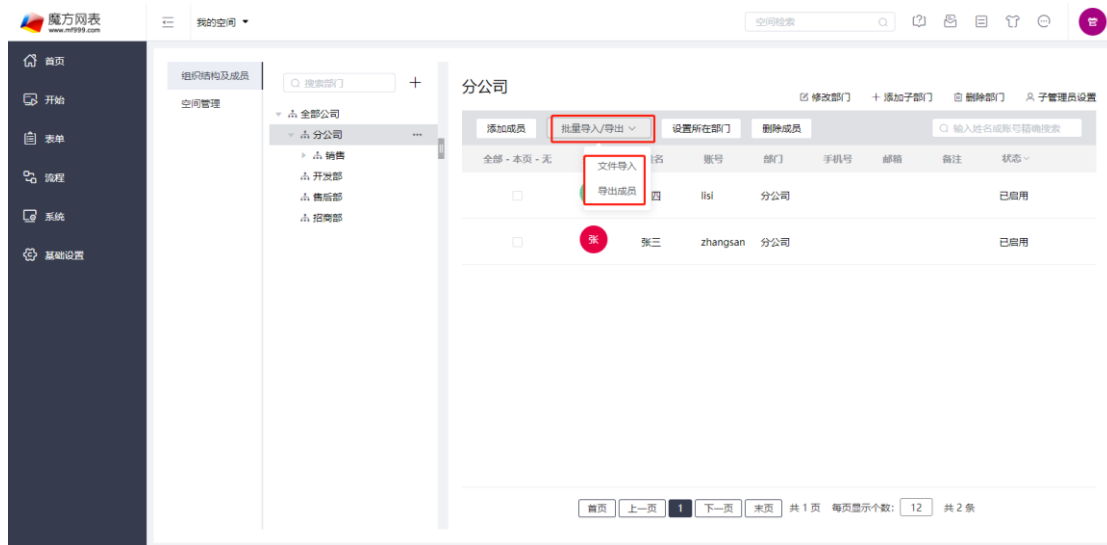 魔方网表
www.mf999.com
我的空间
空间检索
管
首页
开始
表单
流程
系统
基础设置
组织结构及成员
空间管理
搜索部门
全部公司
分公司
销售
开发部
售后部
招商部
分公司
修改部门 添加子部门 删除部门 子管理员设置
添加成员 批量导入/导出 设置所在部门 删除成员 输入姓名或账号精确搜索
全部 - 本页 - 无 名 账号 部门 手机号 邮箱 备注 状态
文件导入
导出成员
四 lisi 分公司 已启用
张 张三 zhangsan 分公司 已启用
首页 上一页 1 下一页 末页 共 1 页 每页显示个数: 12 共 2 条